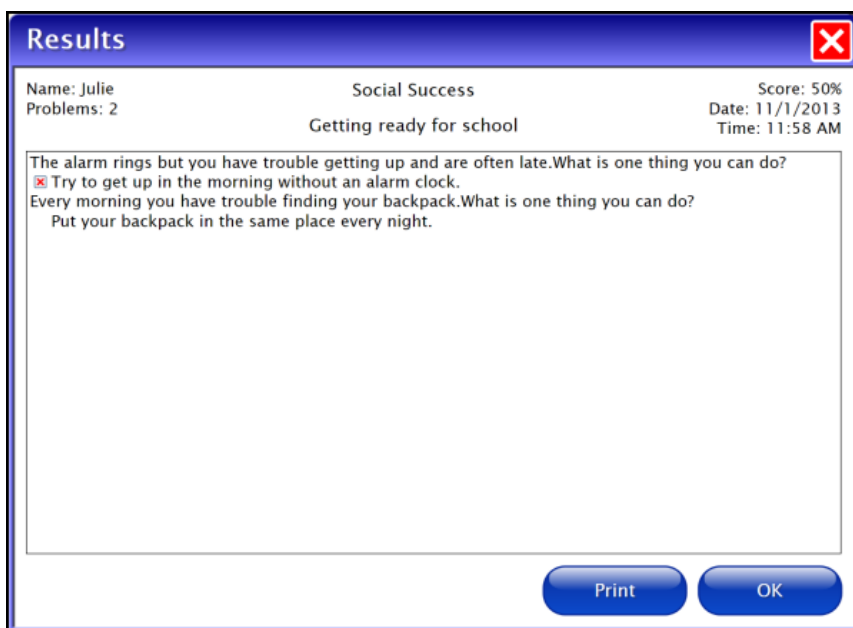 Results
Name: Julie
Problems: 2
Social Success
Getting ready for school
Score: 50%
Date: 11/1/2013
Time: 11:58 AM
The alarm rings but you have trouble getting up and are often late.What is one thing you can do?
Try to get up in the morning without an alarm clock.
Every morning you have trouble finding your backpack.What is one thing you can do?
Put your backpack in the same place every night.
Print
OK